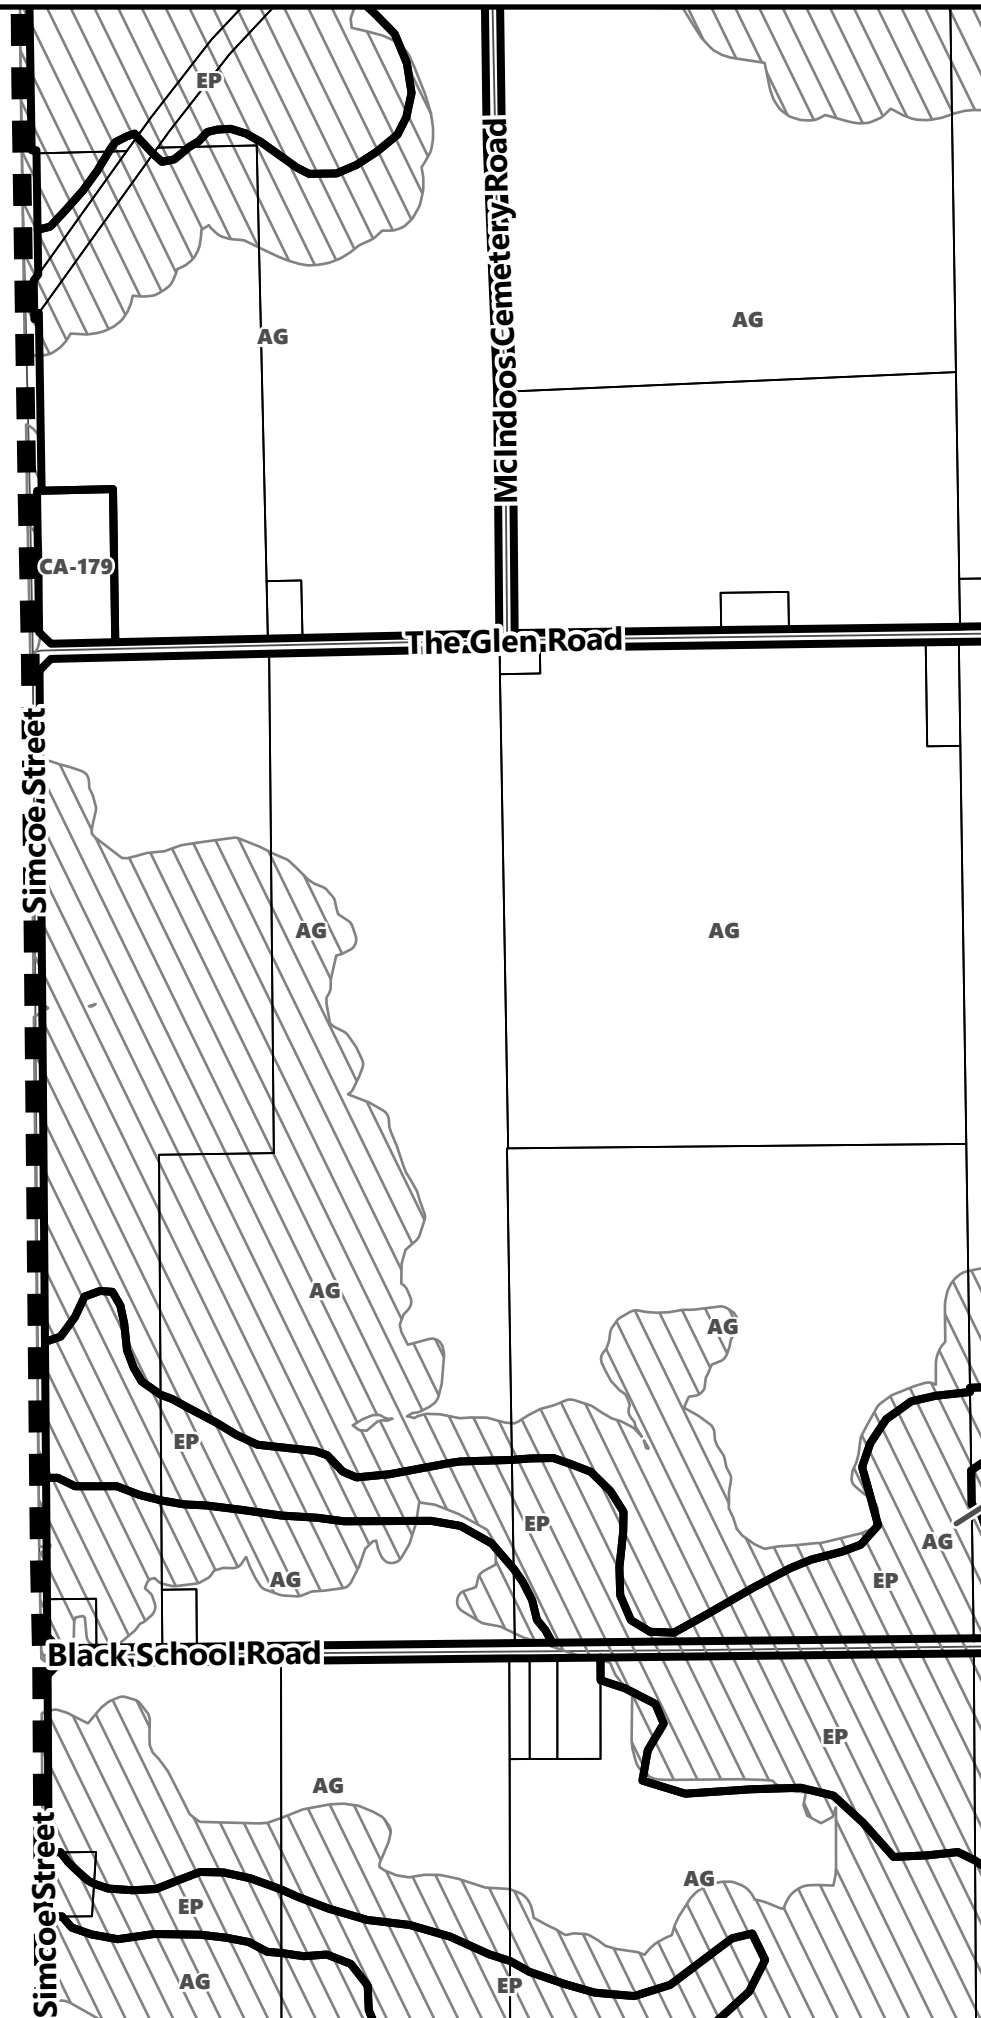 EP
McIndoos Cemetery Road
AG
AG
CA-179
The Glen Road
Simcoe Street
AG
AG
AG
AG
EP
EP
AG
AG
EP
Black School Road
EP
AG
Simcoe Street
AG
EP
AG
EP